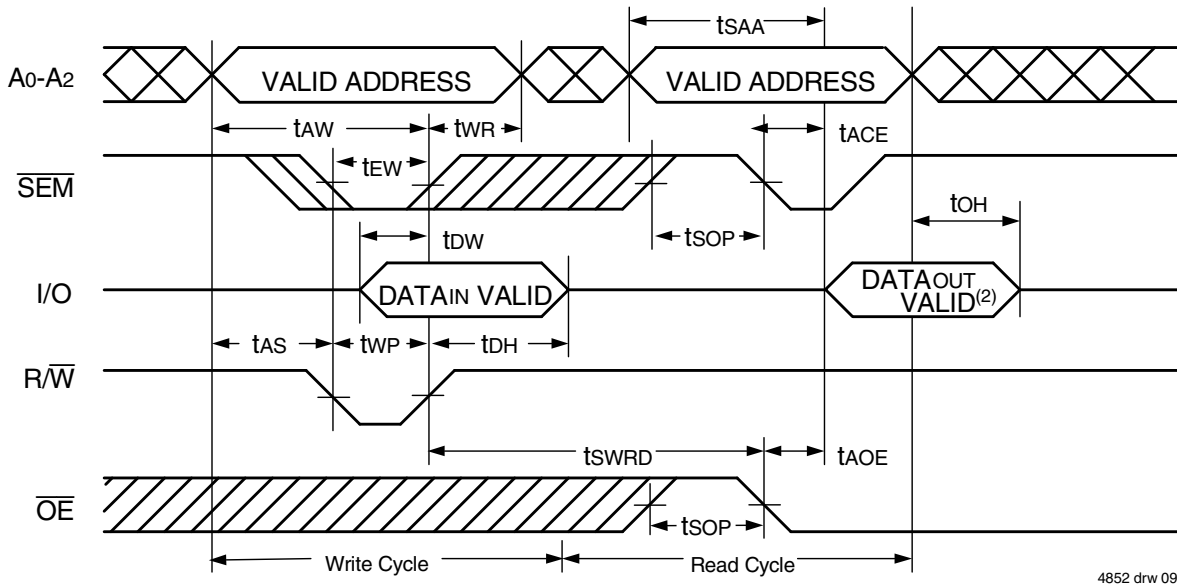 tSAA
A0-A2
VALID ADDRESS
VALID ADDRESS
tAW
tWR
tACE
tEW
SEM
tSOP
tOH
tDW
I/O
DATAIN VALID
DATAOUT
VALID(2)
tAS
tWP
tDH
R/W
tSWRD
tAOE
OE
tSOP
Write Cycle
Read Cycle
4852 drw 09